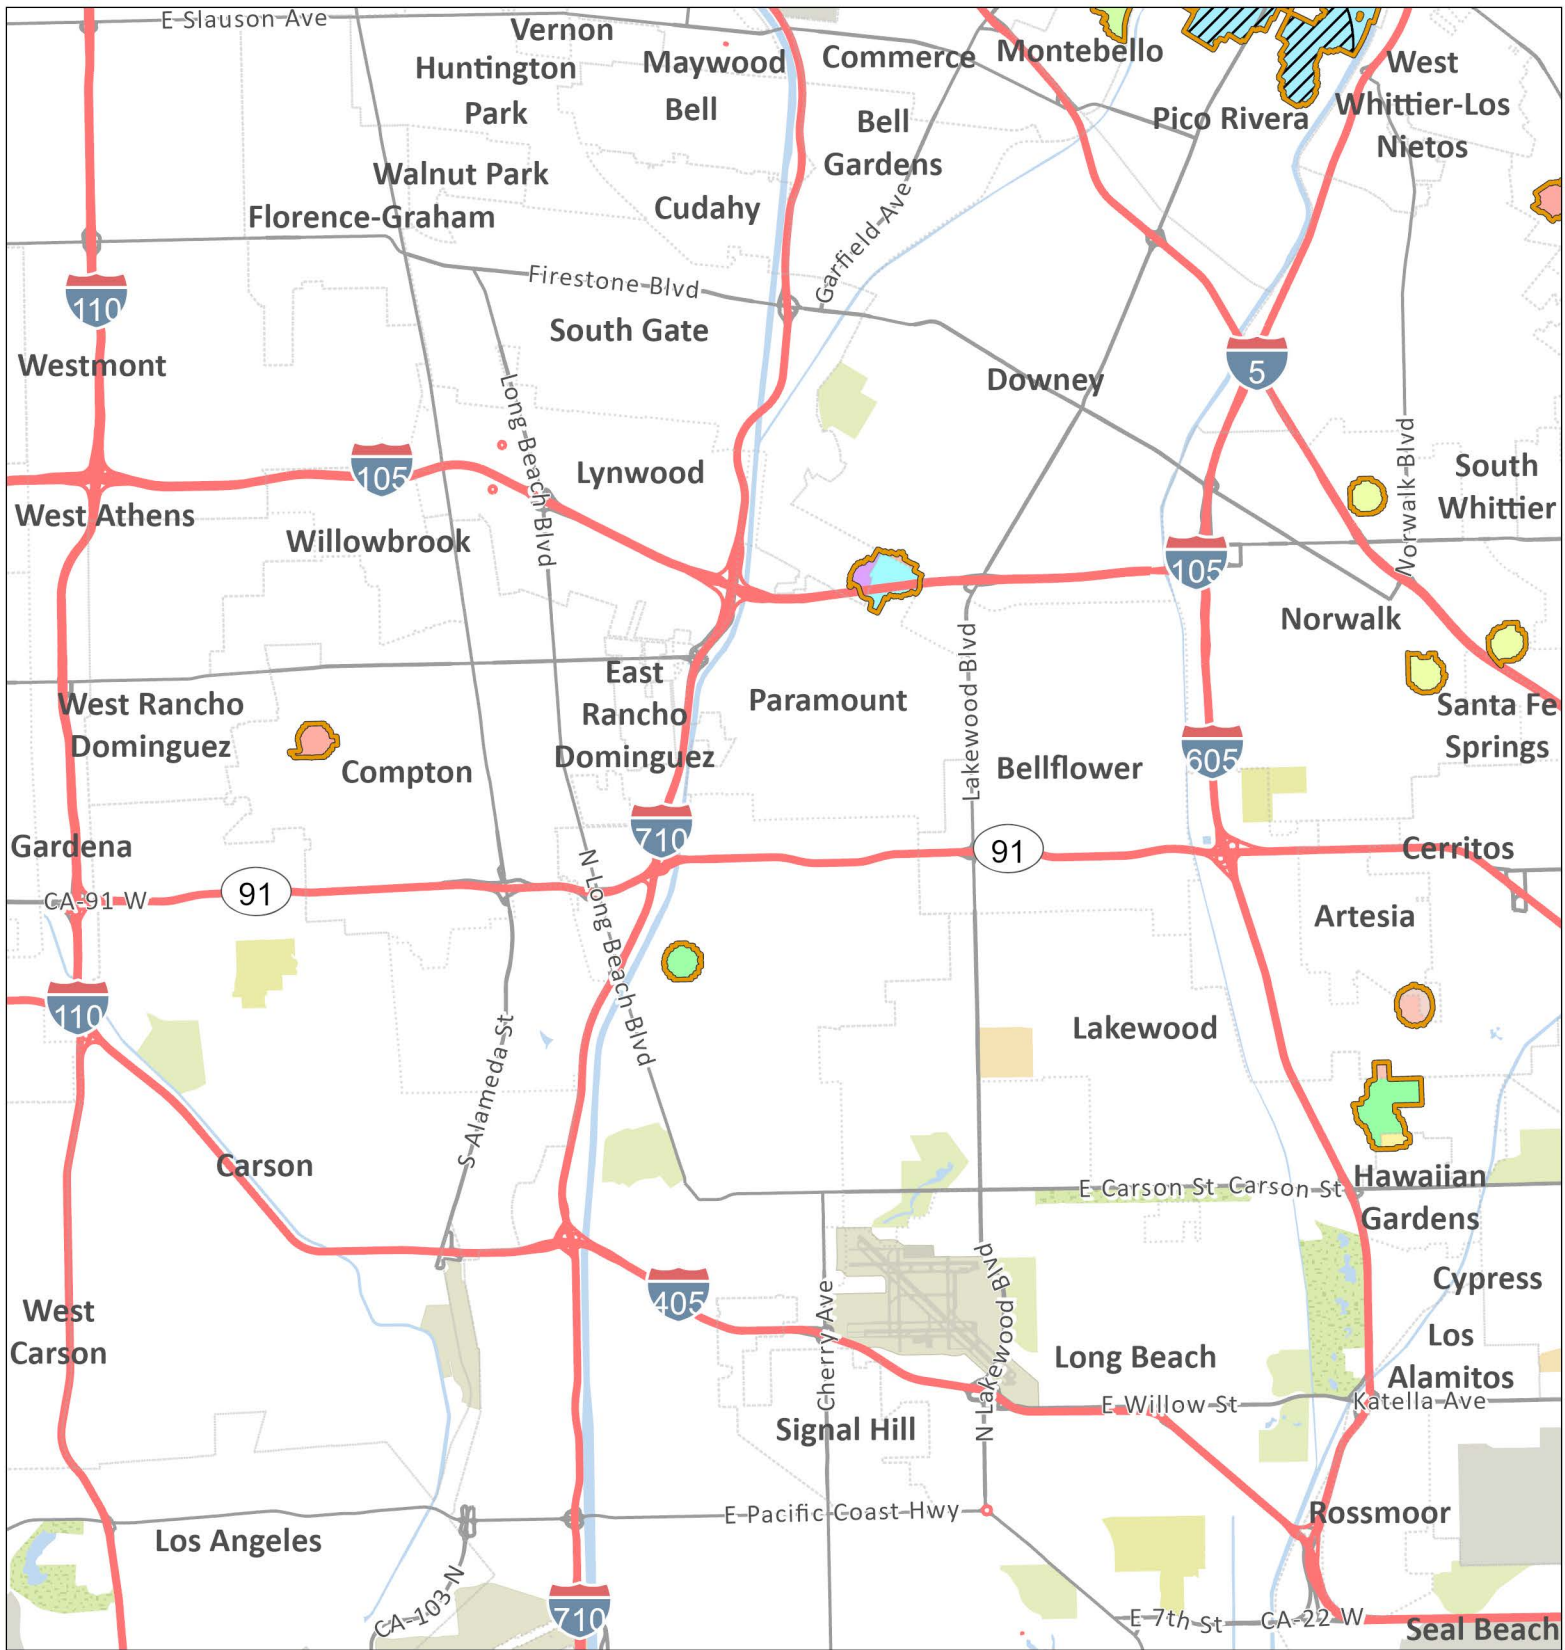 E Slauson Ave
Vernon
Huntington
Park
Maywood
Bell
Commerce
Montebello
West
Whittier-Los
Nietos
Bell
Gardens
Pico Rivera
Walnut Park
Florence-Graham
Cudahy
Garfield Ave
Firestone Blvd
South Gate
110
Westmont
5
Downey
Long Beach Blvd
Lynwood
105
West Athens
Willowbrook
Norwalk Blvd
South
Whittier
105
Norwalk
Lakewood Blvd
East
Rancho
Dominguez
Paramount
West Rancho
Dominguez
Compton
Santa Fe
Springs
605
Bellflower
710
Gardena
91
Cerritos
CA-91 W
91
N Long Beach Blvd
Artesia
110
S Alameda St
Lakewood
Carson
E Carson St
Carson St
Hawaiian
Gardens
N Lakewood Blvd
Cypress
405
Cherry Ave
West
Carson
Los
Alamitos
Long Beach
E Willow St
Katella Ave
Signal Hill
E Pacific Coast Hwy
Rossmoor
Los Angeles
CA-103 N
710
E 7th St
CA-22 W
Seal Beach